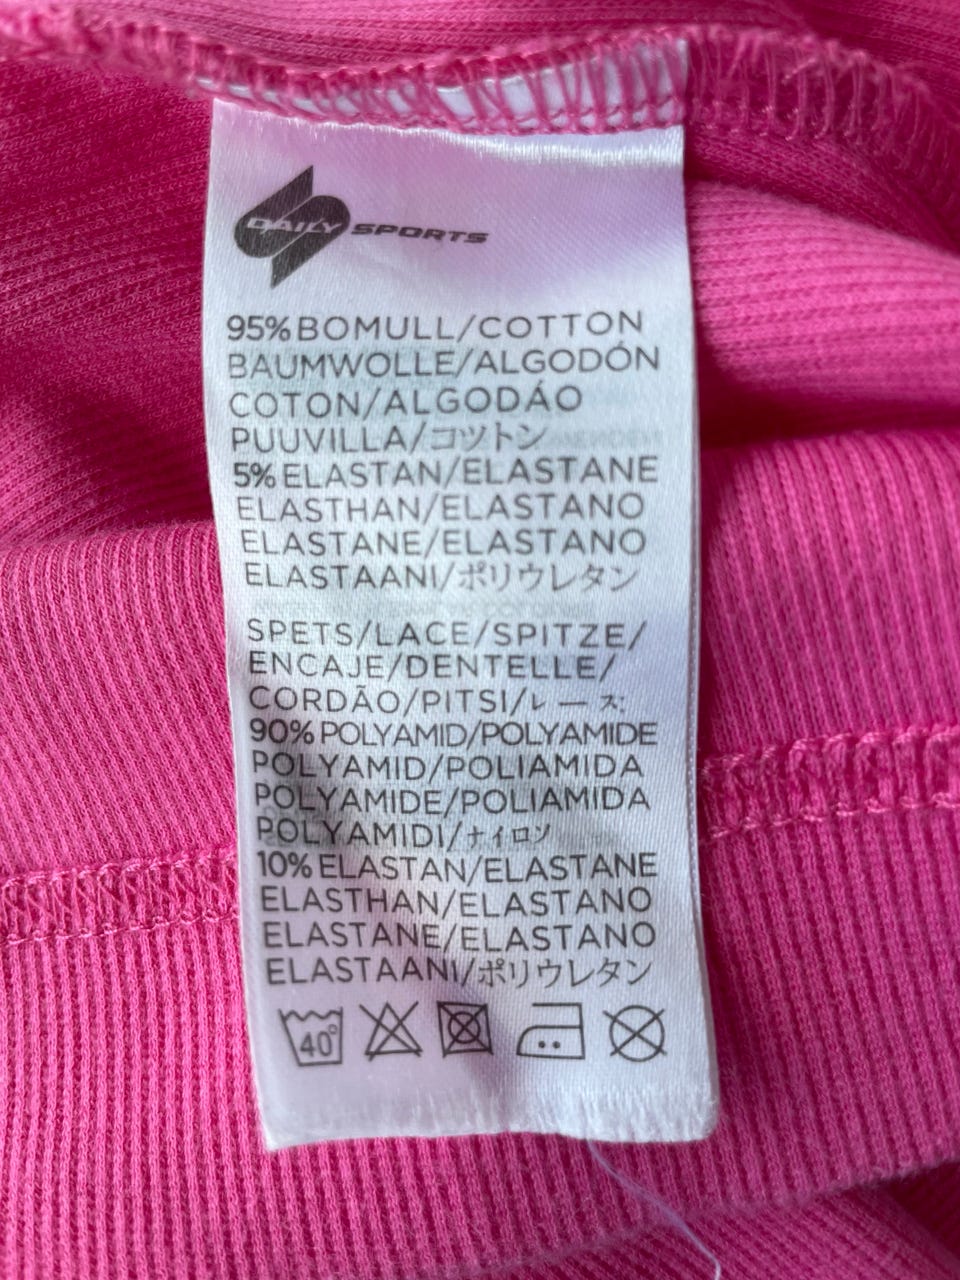 DAILY SPORTS
95% BOMULL/COTTON
BAUMWOLLE/ALGODÓN
COTON/ALGODÁO
PUUVILLA/コットン
5% ELASTAN/ELASTANE
ELASTHAN/ELASTANO
ELASTANE/ELASTANO
ELASTAANI/ポリウレタン
SPETS/LACE/SPITZE/
ENCAJE/DENTELLE/
CORDÃO/PITSI/レース:
90% POLYAMID/POLYAMIDE
POLYAMID/POLIAMIDA
POLYAMIDE/POLIAMIDA
POLYAMIDI/ナイロン
10% ELASTAN/ELASTANE
ELASTHAN/ELASTANO
ELASTANE/ELASTANO
ELASTAANI/ポリウレタン
40°